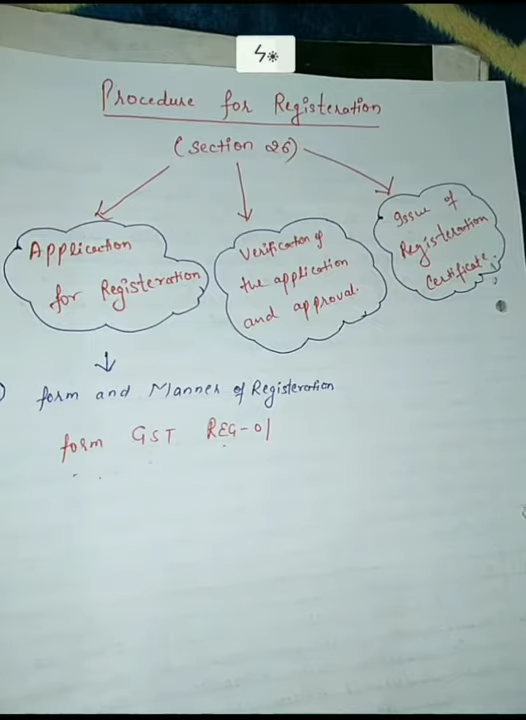 Procedure for Registeration
(section 26)
Application
for Registeration
Verification of
the application
and approval.
Issue of
Registeration
Certificate.
form and Manner of Registeration
form GST REG-01